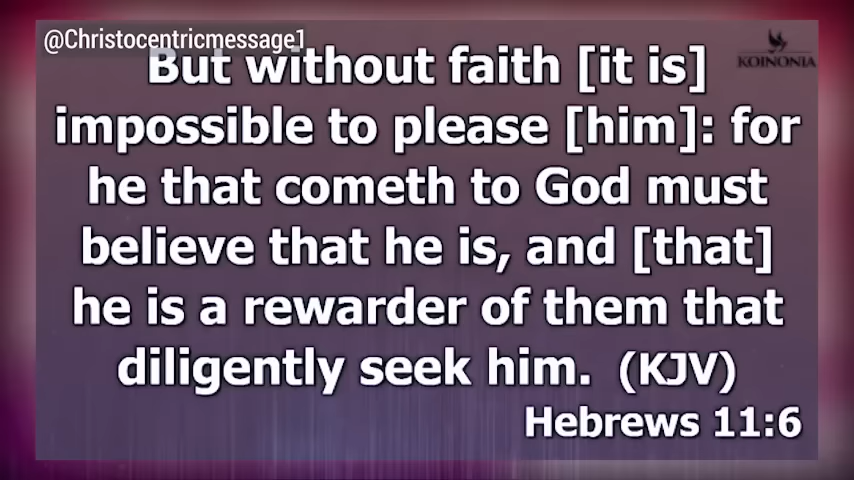 @Christocentricmessage1
KOINONIA
But without faith [it is]
impossible to please [him]: for
he that cometh to God must
believe that he is, and [that]
he is a rewarder of them that
diligently seek him. (KJV)
Hebrews 11:6